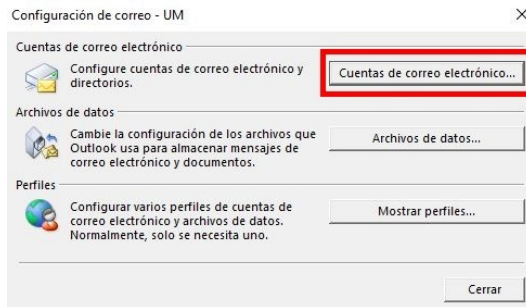 Configuración de correo - UM
Cuentas de correo electrónico
Configure cuentas de correo electrónico y
directorios.
Cuentas de correo electrónico...
Archivos de datos
Cambie la configuración de los archivos que
Outlook usa para almacenar mensajes de
correo electrónico y documentos.
Archivos de datos...
Perfiles
Configurar varios perfiles de cuentas de
correo electrónico y archivos de datos.
Normalmente, solo se necesita uno.
Mostrar perfiles...
Cerrar